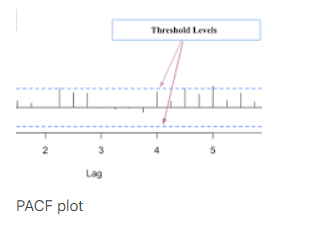 Threshold Levels
2 3 4 5
Lag
PACF plot